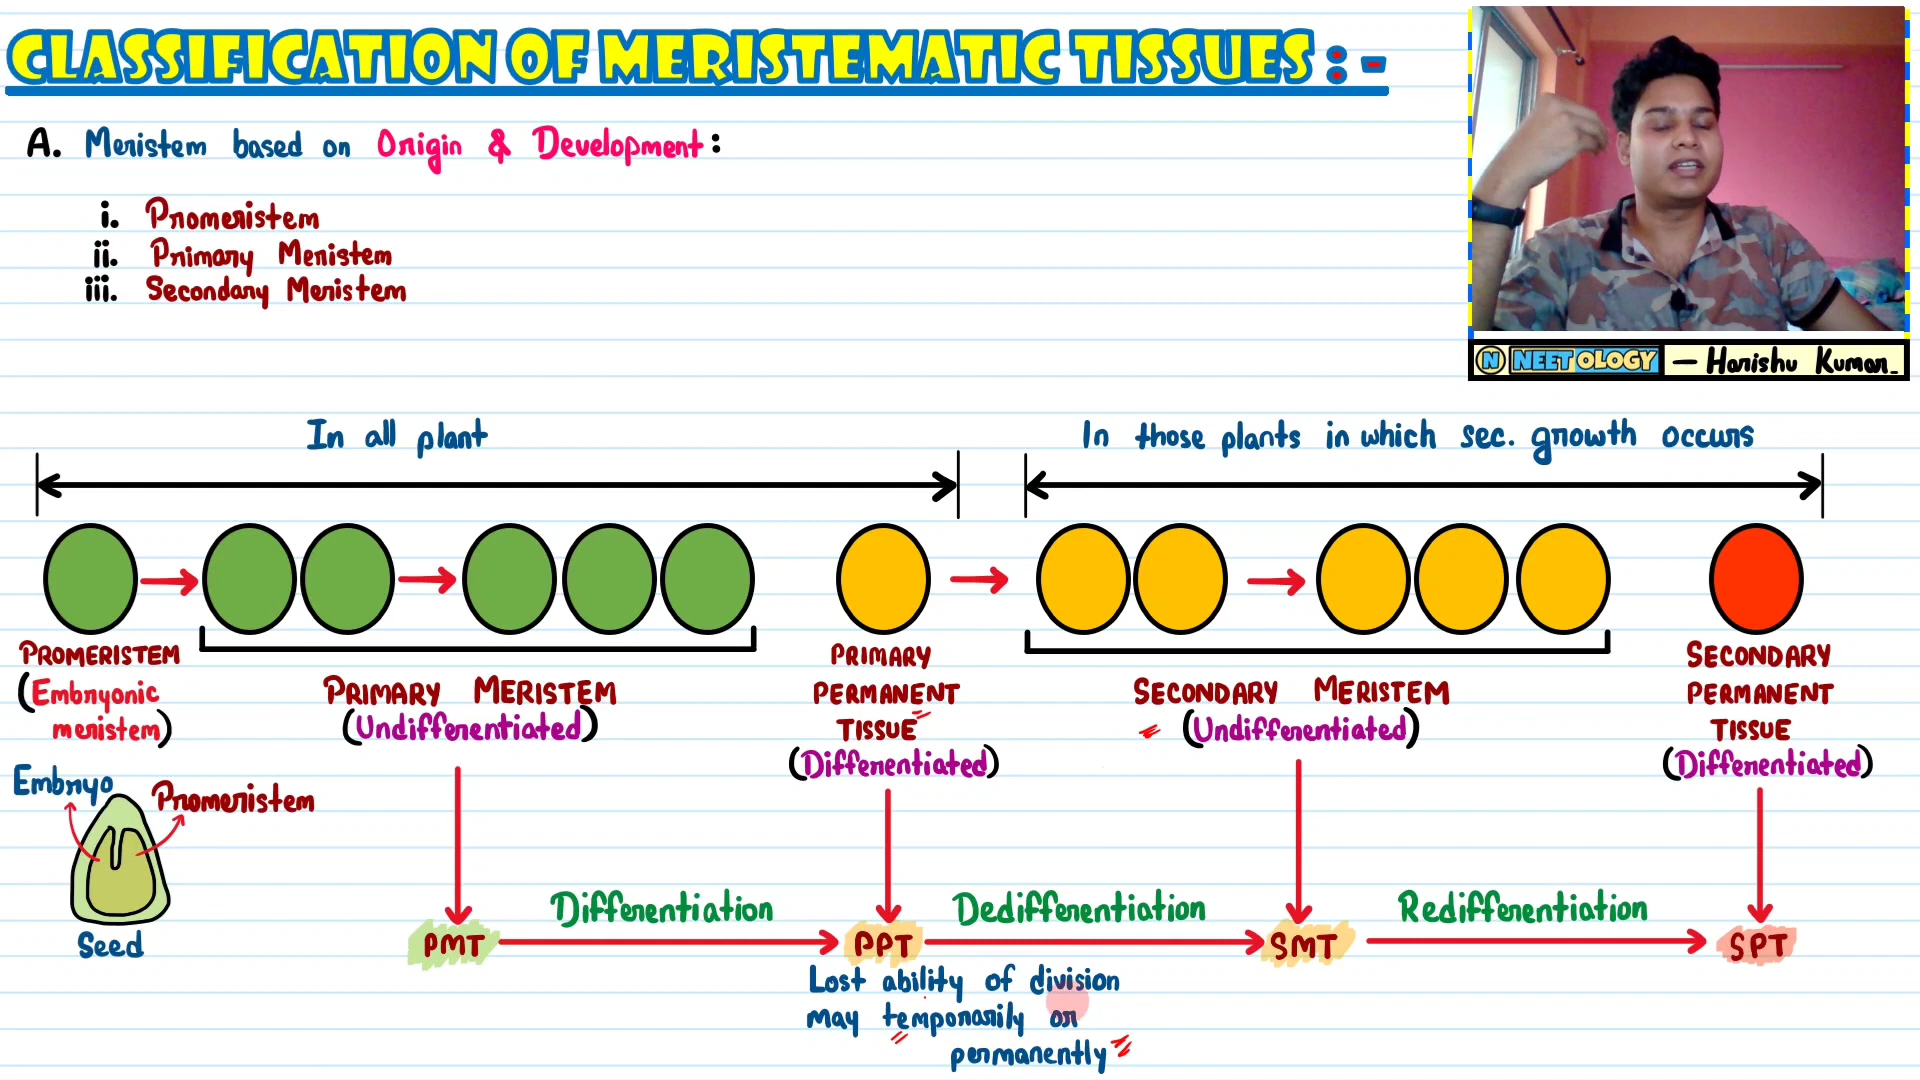 CLASSIFICATION OF MERISTEMATIC TISSUES : -
A. Meristem based on Origin & Development :
i. Promeristem
ii. Primary Meristem
iii. Secondary Meristem
N NEETOLOGY — Harishu Kumar
In all plant
In those plants in which sec. growth occurs
PROMERISTEM
(Embryonic
meristem)
PRIMARY MERISTEM
(Undifferentiated)
PRIMARY
PERMANENT
TISSUE
(Differentiated)
SECONDARY MERISTEM
(Undifferentiated)
SECONDARY
PERMANENT
TISSUE
(Differentiated)
Embryo
Promeristem
Seed
Differentiation
Dedifferentiation
Redifferentiation
PMT
PPT
SMT
SPT
Lost ability of division
may temporarily or
permanently